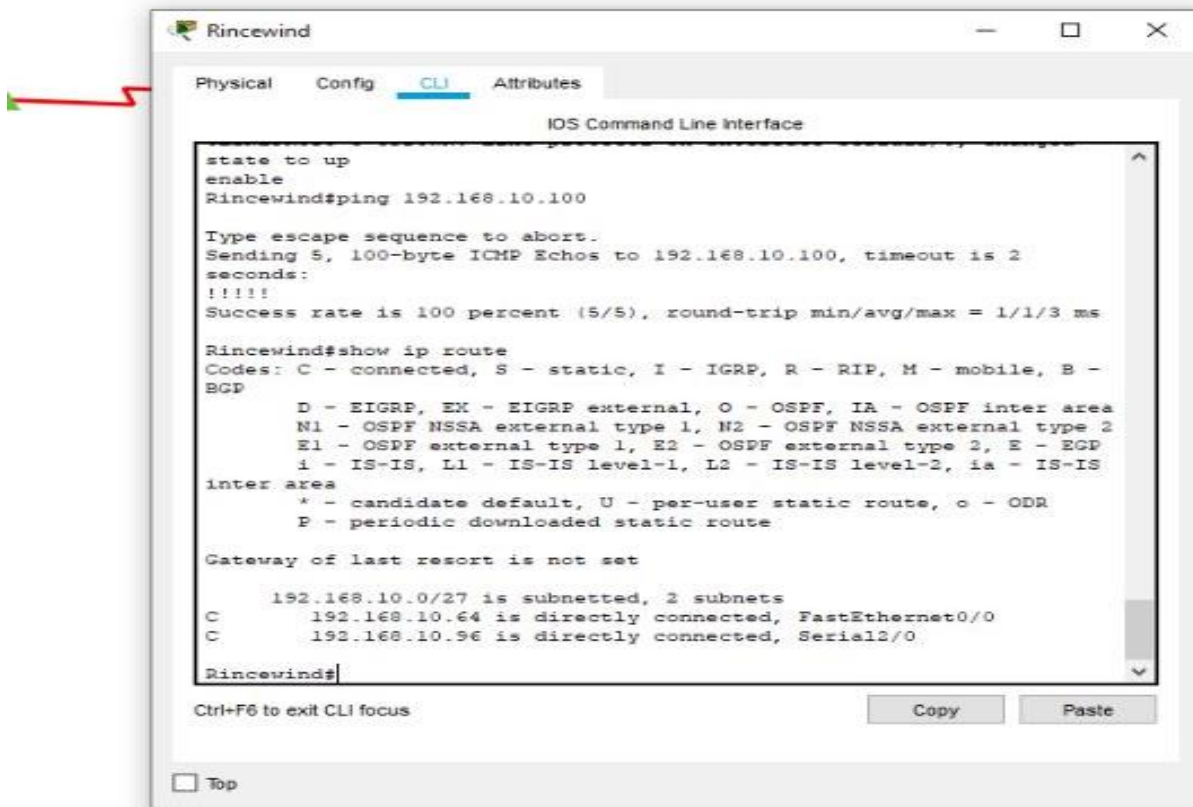 Rincewind
Physical Config CLI Attributes
IOS Command Line Interface
state to up
enable
Rincewind#ping 192.168.10.100
Type escape sequence to abort.
Sending 5, 100-byte ICMP Echos to 192.168.10.100, timeout is 2
seconds:
!!!!!
Success rate is 100 percent (5/5), round-trip min/avg/max = 1/1/3 ms
Rincewind#show ip route
Codes: C - connected, S - static, I - IGRP, R - RIP, M - mobile, B -
BGP
D - EIGRP, EX - EIGRP external, O - OSPF, IA - OSPF inter area
N1 - OSPF NSSA external type 1, N2 - OSPF NSSA external type 2
E1 - OSPF external type 1, E2 - OSPF external type 2, E - EGP
i - IS-IS, L1 - IS-IS level-1, L2 - IS-IS level-2, ia - IS-IS
inter area
* - candidate default, U - per-user static route, o - ODR
P - periodic downloaded static route
Gateway of last resort is not set
192.168.10.0/27 is subnetted, 2 subnets
C 192.168.10.64 is directly connected, FastEthernet0/0
C 192.168.10.96 is directly connected, Serial2/0
Rincewind#
Ctrl+F6 to exit CLI focus
Copy Paste
Top